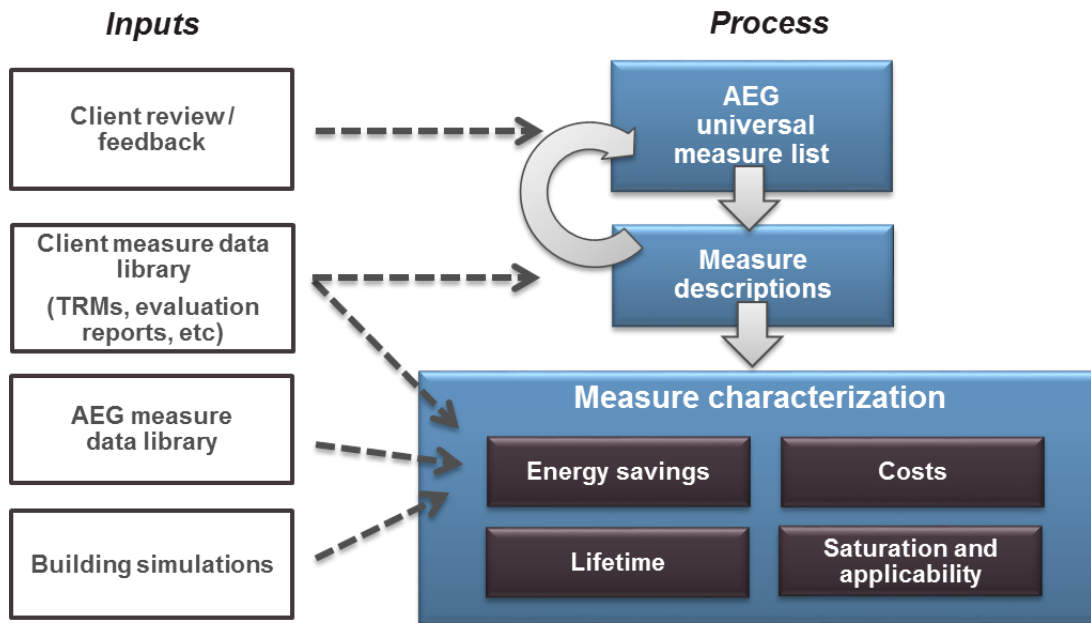 Inputs
Process
Client review /
feedback
AEG
universal
measure list
Client measure data
library
(TRMs, evaluation
reports, etc)
Measure
descriptions
AEG measure
data library
Measure characterization
Energy savings
Costs
Building simulations
Lifetime
Saturation and
applicability